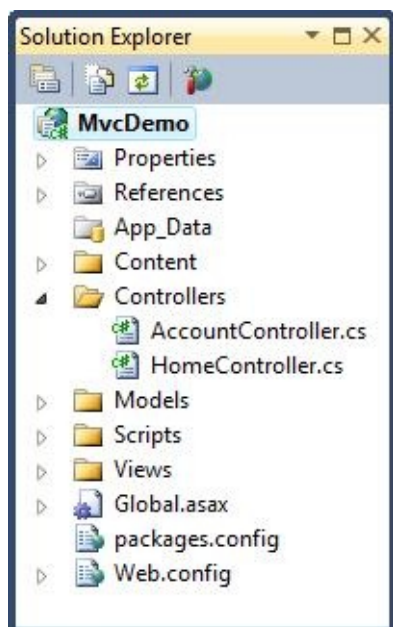 Solution Explorer
MvcDemo
Properties
References
App_Data
Content
Controllers
AccountController.cs
HomeController.cs
Models
Scripts
Views
Global.asax
packages.config
Web.config